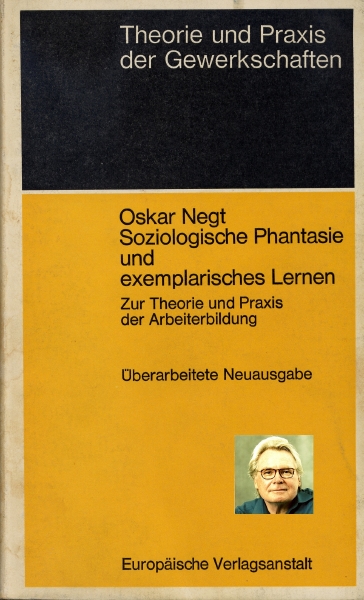 Theorie und Praxis
der Gewerkschaften
Oskar Negt
Soziologische Phantasie
und
exemplarisches Lernen
Zur Theorie und Praxis
der Arbeiterbildung
Überarbeitete Neuausgabe
Europäische Verlagsanstalt